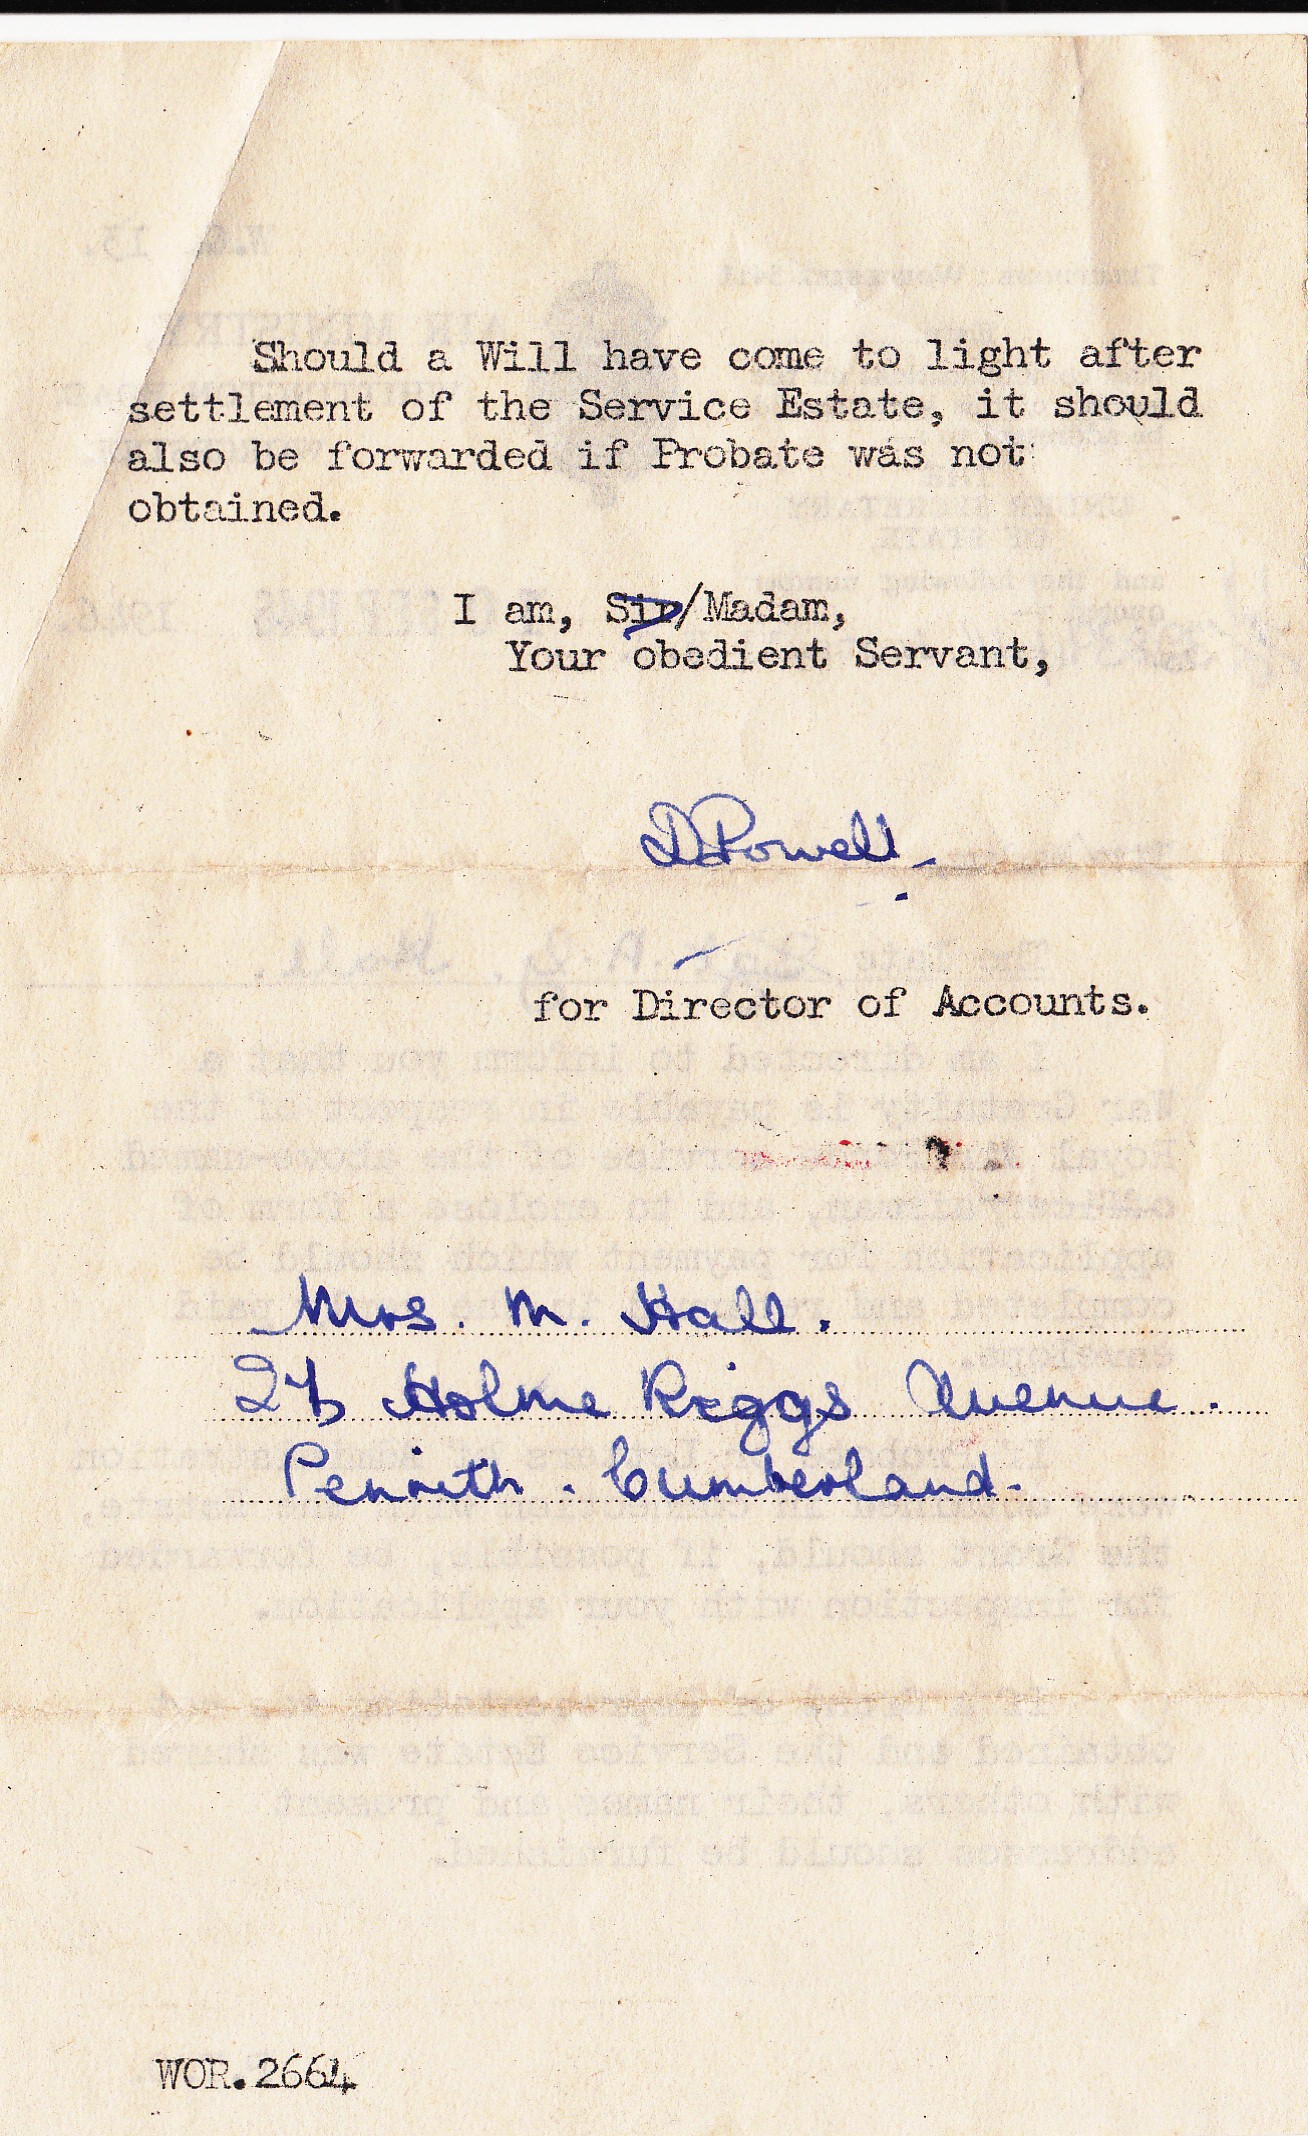 Should a Will have come to light after
settlement of the Service Estate, it should
also be forwarded if Probate was not
obtained.
I am, Sir/Madam,
Your obedient Servant,
D Powell
for Director of Accounts.
Mrs. M. Hall.
Holme Riggs Avenue.
Penrith. Cumberland.
WOR.2664